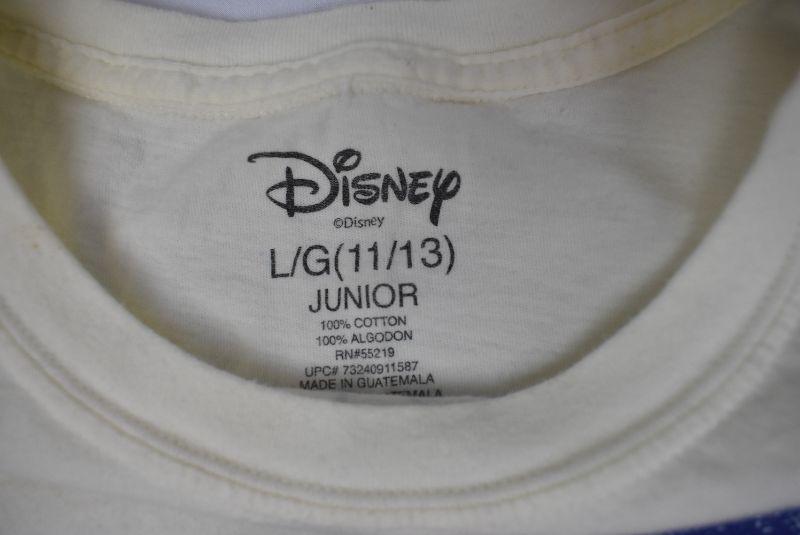 Disney
©Disney
L/G(11/13)
JUNIOR
100% COTTON
100% ALGODON
RN#55219
UPC# 73240911587
MADE IN GUATEMALA